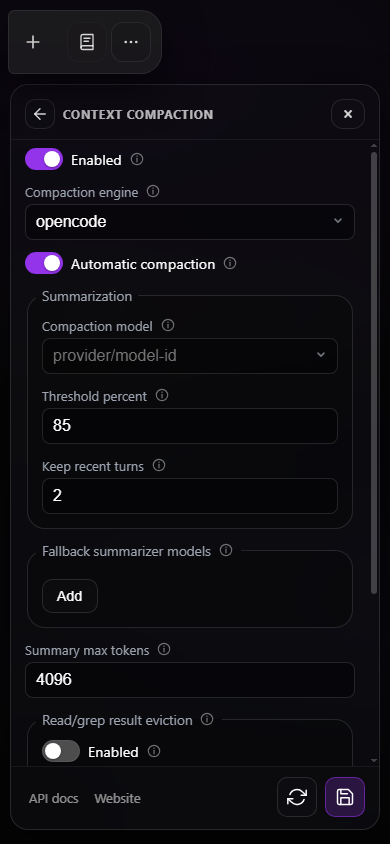 CONTEXT COMPACTION
Enabled
Compaction engine
opencode
Automatic compaction
Summarization
Compaction model
provider/model-id
Threshold percent
85
Keep recent turns
2
Fallback summarizer models
Add
Summary max tokens
4096
Read/grep result eviction
Enabled
API docs Website